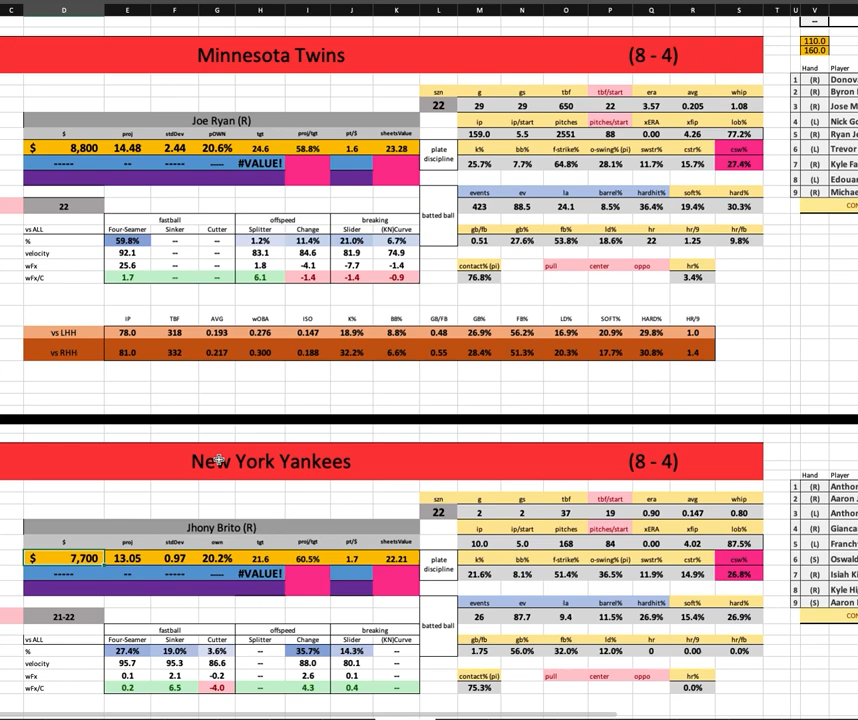 C D E F G H I J K L M N O P Q R S T U V W
--
Minnesota Twins (8 - 4)
110.0
160.0
Hand Player
szn g gs tbf tbf/start era avg whip
1 (R) Donov
22 29 29 650 22 3.57 0.205 1.08
2 (R) Byron
Joe Ryan (R)
ip ip/start pitches pitches/start xERA xfip lob%
3 (R) Jose M
$ proj stdDev pOWN tgt proj/tgt pt/$ sheetsValue
159.0 5.5 2551 88 0.00 4.26 77.2%
4 (L) Nick Go
$ 8,800 14.48 2.44 20.6% 24.6 58.8% 1.6 23.28
plate discipline
k% bb% f-strike% o-swing% (pi) swstr% cstr% csw%
5 (R) Ryan Je
----- -- ---- ---- #VALUE! ----- --
25.7% 7.7% 64.8% 28.1% 11.7% 15.7% 27.4%
6 (L) Trevor
7 (R) Kyle Fa
events ev la barrel% hardhit% soft% hard%
8 (L) Edouar
22
423 88.5 24.1 8.5% 36.4% 19.4% 30.3%
9 (R) Michae
batted ball
CON
fastball offspeed breaking
vs ALL Four-Seamer Sinker Cutter Splitter Change Slider (KN)Curve
gb/fb gb% fb% ld% hr hr/9 hr/fb
% 59.8% -- -- 1.2% 11.4% 21.0% 6.7%
0.51 27.6% 53.8% 18.6% 22 1.25 9.8%
velocity 92.1 -- -- 83.1 84.6 81.9 74.9
wFx 25.6 -- -- 1.8 -4.1 -7.7 -1.4
contact% (pi) pull center oppo hr%
wFx/C 1.7 -- -- 6.1 -1.4 -1.4 -0.9
76.8% 3.4%
IP TBF AVG wOBA ISO K% BB% GB/FB GB% FB% LD% SOFT% HARD% HR/9
vs LHH 78.0 318 0.193 0.276 0.147 18.9% 8.8% 0.48 26.9% 56.2% 16.9% 20.9% 29.8% 1.0
vs RHH 81.0 332 0.217 0.300 0.188 32.2% 6.6% 0.55 28.4% 51.3% 20.3% 17.7% 30.8% 1.4
New York Yankees (8 - 4)
Hand Player
1 (R) Anthor
szn g gs tbf tbf/start era avg whip
2 (R) Aaron J
22 2 2 37 19 0.90 0.147 0.80
3 (L) Anthor
Jhony Brito (R)
ip ip/start pitches pitches/start xERA xfip lob%
4 (R) Gianca
$ proj stdDev own tgt proj/tgt pt/$ sheetsValue
10.0 5.0 168 84 0.00 4.02 87.5%
5 (L) Franch
$ 7,700 13.05 0.97 20.2% 21.6 60.5% 1.7 22.21
plate discipline
k% bb% f-strike% o-swing% (pi) swstr% cstr% csw%
6 (S) Oswald
----- -- ---- ---- #VALUE! ----- --
21.6% 8.1% 51.4% 36.5% 11.9% 14.9% 26.8%
7 (R) Isiah Ki
8 (R) Kyle Hi
events ev la barrel% hardhit% soft% hard%
9 (S) Aaron
21-22
26 87.7 9.4 11.5% 26.9% 15.4% 26.9%
CON
batted ball
fastball offspeed breaking
vs ALL Four-Seamer Sinker Cutter Splitter Change Slider (KN)Curve
gb/fb gb% fb% ld% hr hr/9 hr/fb
% 27.4% 19.0% 3.6% -- 35.7% 14.3%
1.75 56.0% 32.0% 12.0% 0 0.00 0.0%
velocity 95.7 95.3 86.6 -- 88.0 80.1
wFx 0.1 2.1 -0.2 -- 2.6 0.1
contact% (pi) pull center oppo hr%
wFx/C 0.2 6.5 -4.0 -- 4.3 0.4
75.3% 0.0%